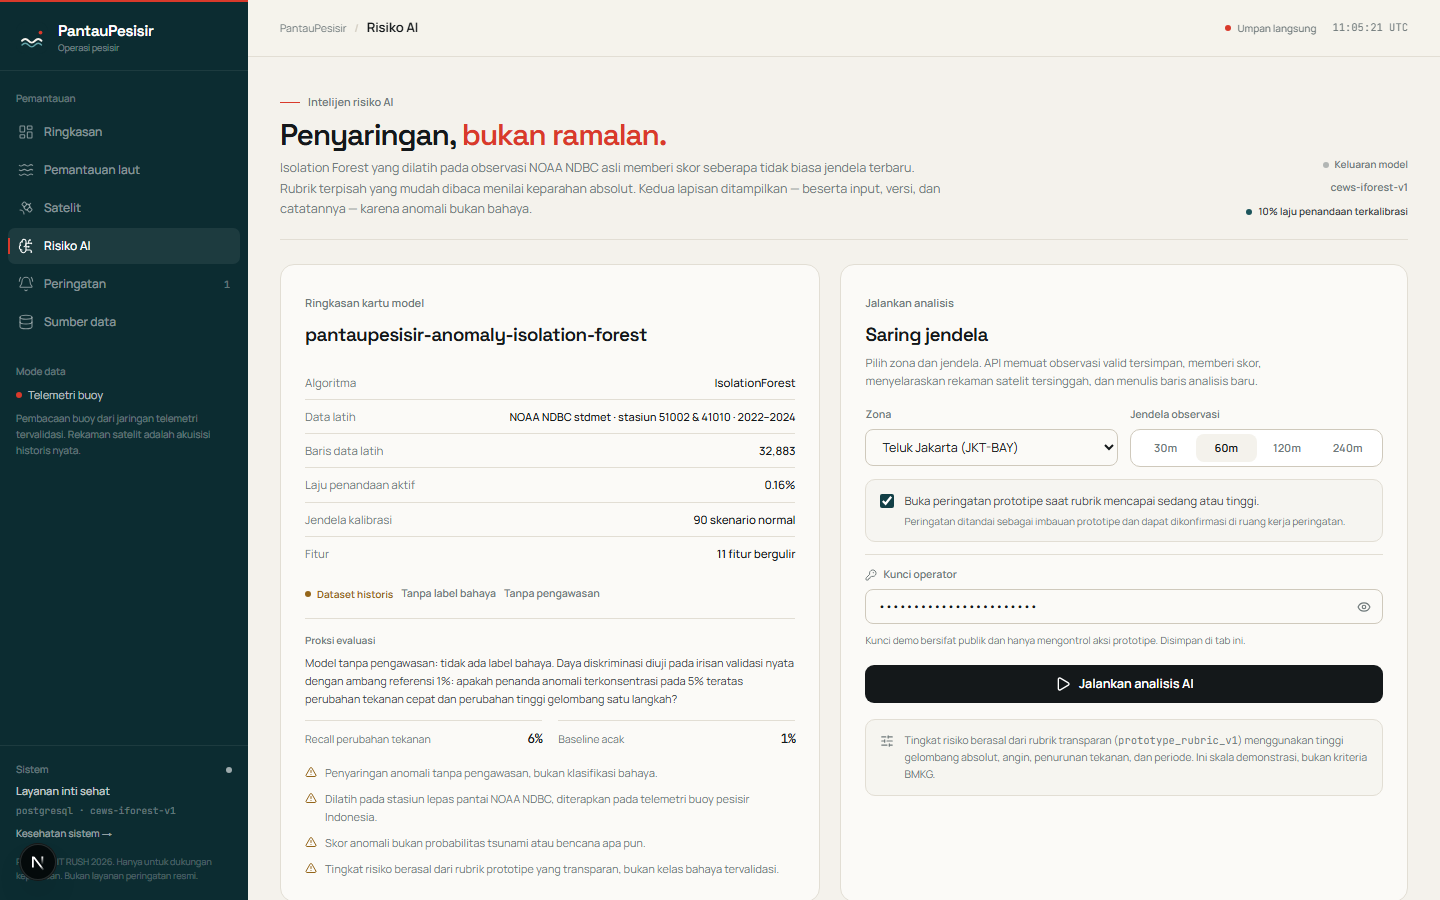 PantauPesisir
Operasi pesisir
Pemantauan
Ringkasan
Pemantauan laut
Satelit
Risiko AI
Peringatan 1
Sumber data
Mode data
Telemetri buoy
Pembacaan buoy dari jaringan telemetri
tervalidasi. Rekaman satelit adalah akuisisi
historis nyata.
Sistem
Layanan inti sehat
postgresql · cews-iforest-v1
Kesehatan sistem →
IT RUSH 2026. Hanya untuk dukungan
Bukan layanan peringatan resmi.
N
PantauPesisir / Risiko AI
Umpan langsung 11:05:21 UTC
Intelijen risiko AI
Penyaringan, bukan ramalan.
Isolation Forest yang dilatih pada observasi NOAA NDBC asli memberi skor seberapa tidak biasa jendela terbaru.
Rubrik terpisah yang mudah dibaca menilai keparahan absolut. Kedua lapisan ditampilkan — beserta input, versi, dan
catatannya — karena anomali bukan bahaya.
Keluaran model
cews-iforest-v1
10% laju penandaan terkalibrasi
Ringkasan kartu model
pantaupesisir-anomaly-isolation-forest
Algoritma IsolationForest
Data latih NOAA NDBC stdmet · stasiun 51002 & 41010 · 2022–2024
Baris data latih 32,883
Laju penandaan aktif 0.16%
Jendela kalibrasi 90 skenario normal
Fitur 11 fitur bergulir
Dataset historis Tanpa label bahaya Tanpa pengawasan
Proksi evaluasi
Model tanpa pengawasan: tidak ada label bahaya. Daya diskriminasi diuji pada irisan validasi nyata
dengan ambang referensi 1%: apakah penanda anomali terkonsentrasi pada 5% teratas
perubahan tekanan cepat dan perubahan tinggi gelombang satu langkah?
Recall perubahan tekanan 6% Baseline acak 1%
Penyaringan anomali tanpa pengawasan, bukan klasifikasi bahaya.
Dilatih pada stasiun lepas pantai NOAA NDBC, diterapkan pada telemetri buoy pesisir
Indonesia.
Skor anomali bukan probabilitas tsunami atau bencana apa pun.
Tingkat risiko berasal dari rubrik prototipe yang transparan, bukan kelas bahaya tervalidasi.
Jalankan analisis
Saring jendela
Pilih zona dan jendela. API memuat observasi valid tersimpan, memberi skor,
menyelaraskan rekaman satelit tersinggah, dan menulis baris analisis baru.
Zona Jendela observasi
Teluk Jakarta (JKT-BAY) 30m 60m 120m 240m
Buka peringatan prototipe saat rubrik mencapai sedang atau tinggi.
Peringatan ditandai sebagai imbauan prototipe dan dapat dikonfirmasi di ruang kerja peringatan.
Kunci operator
•••••••••••••••••••••••
Kunci demo bersifat publik dan hanya mengontrol aksi prototipe. Disimpan di tab ini.
Jalankan analisis AI
Tingkat risiko berasal dari rubrik transparan (prototype_rubric_v1) menggunakan tinggi
gelombang absolut, angin, penurunan tekanan, dan periode. Ini skala demonstrasi, bukan kriteria
BMKG.